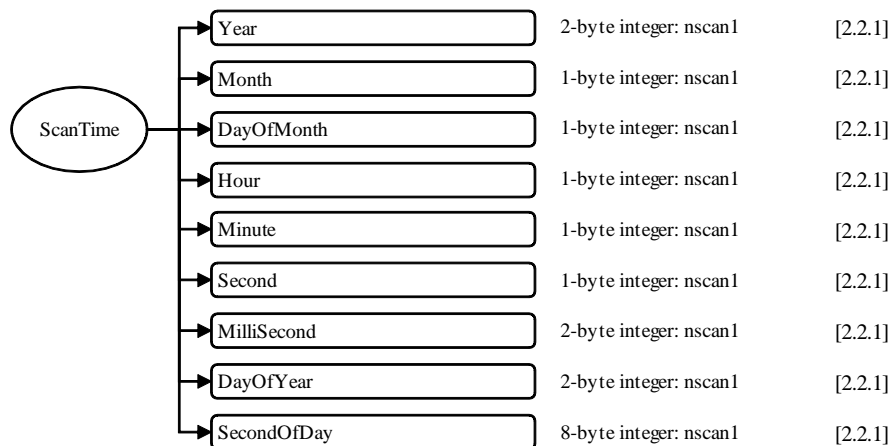 Year 2-byte integer: nscan1 [2.2.1]
Month 1-byte integer: nscan1 [2.2.1]
ScanTime DayOfMonth 1-byte integer: nscan1 [2.2.1]
Hour 1-byte integer: nscan1 [2.2.1]
Minute 1-byte integer: nscan1 [2.2.1]
Second 1-byte integer: nscan1 [2.2.1]
MilliSecond 2-byte integer: nscan1 [2.2.1]
DayOfYear 2-byte integer: nscan1 [2.2.1]
SecondOfDay 8-byte integer: nscan1 [2.2.1]